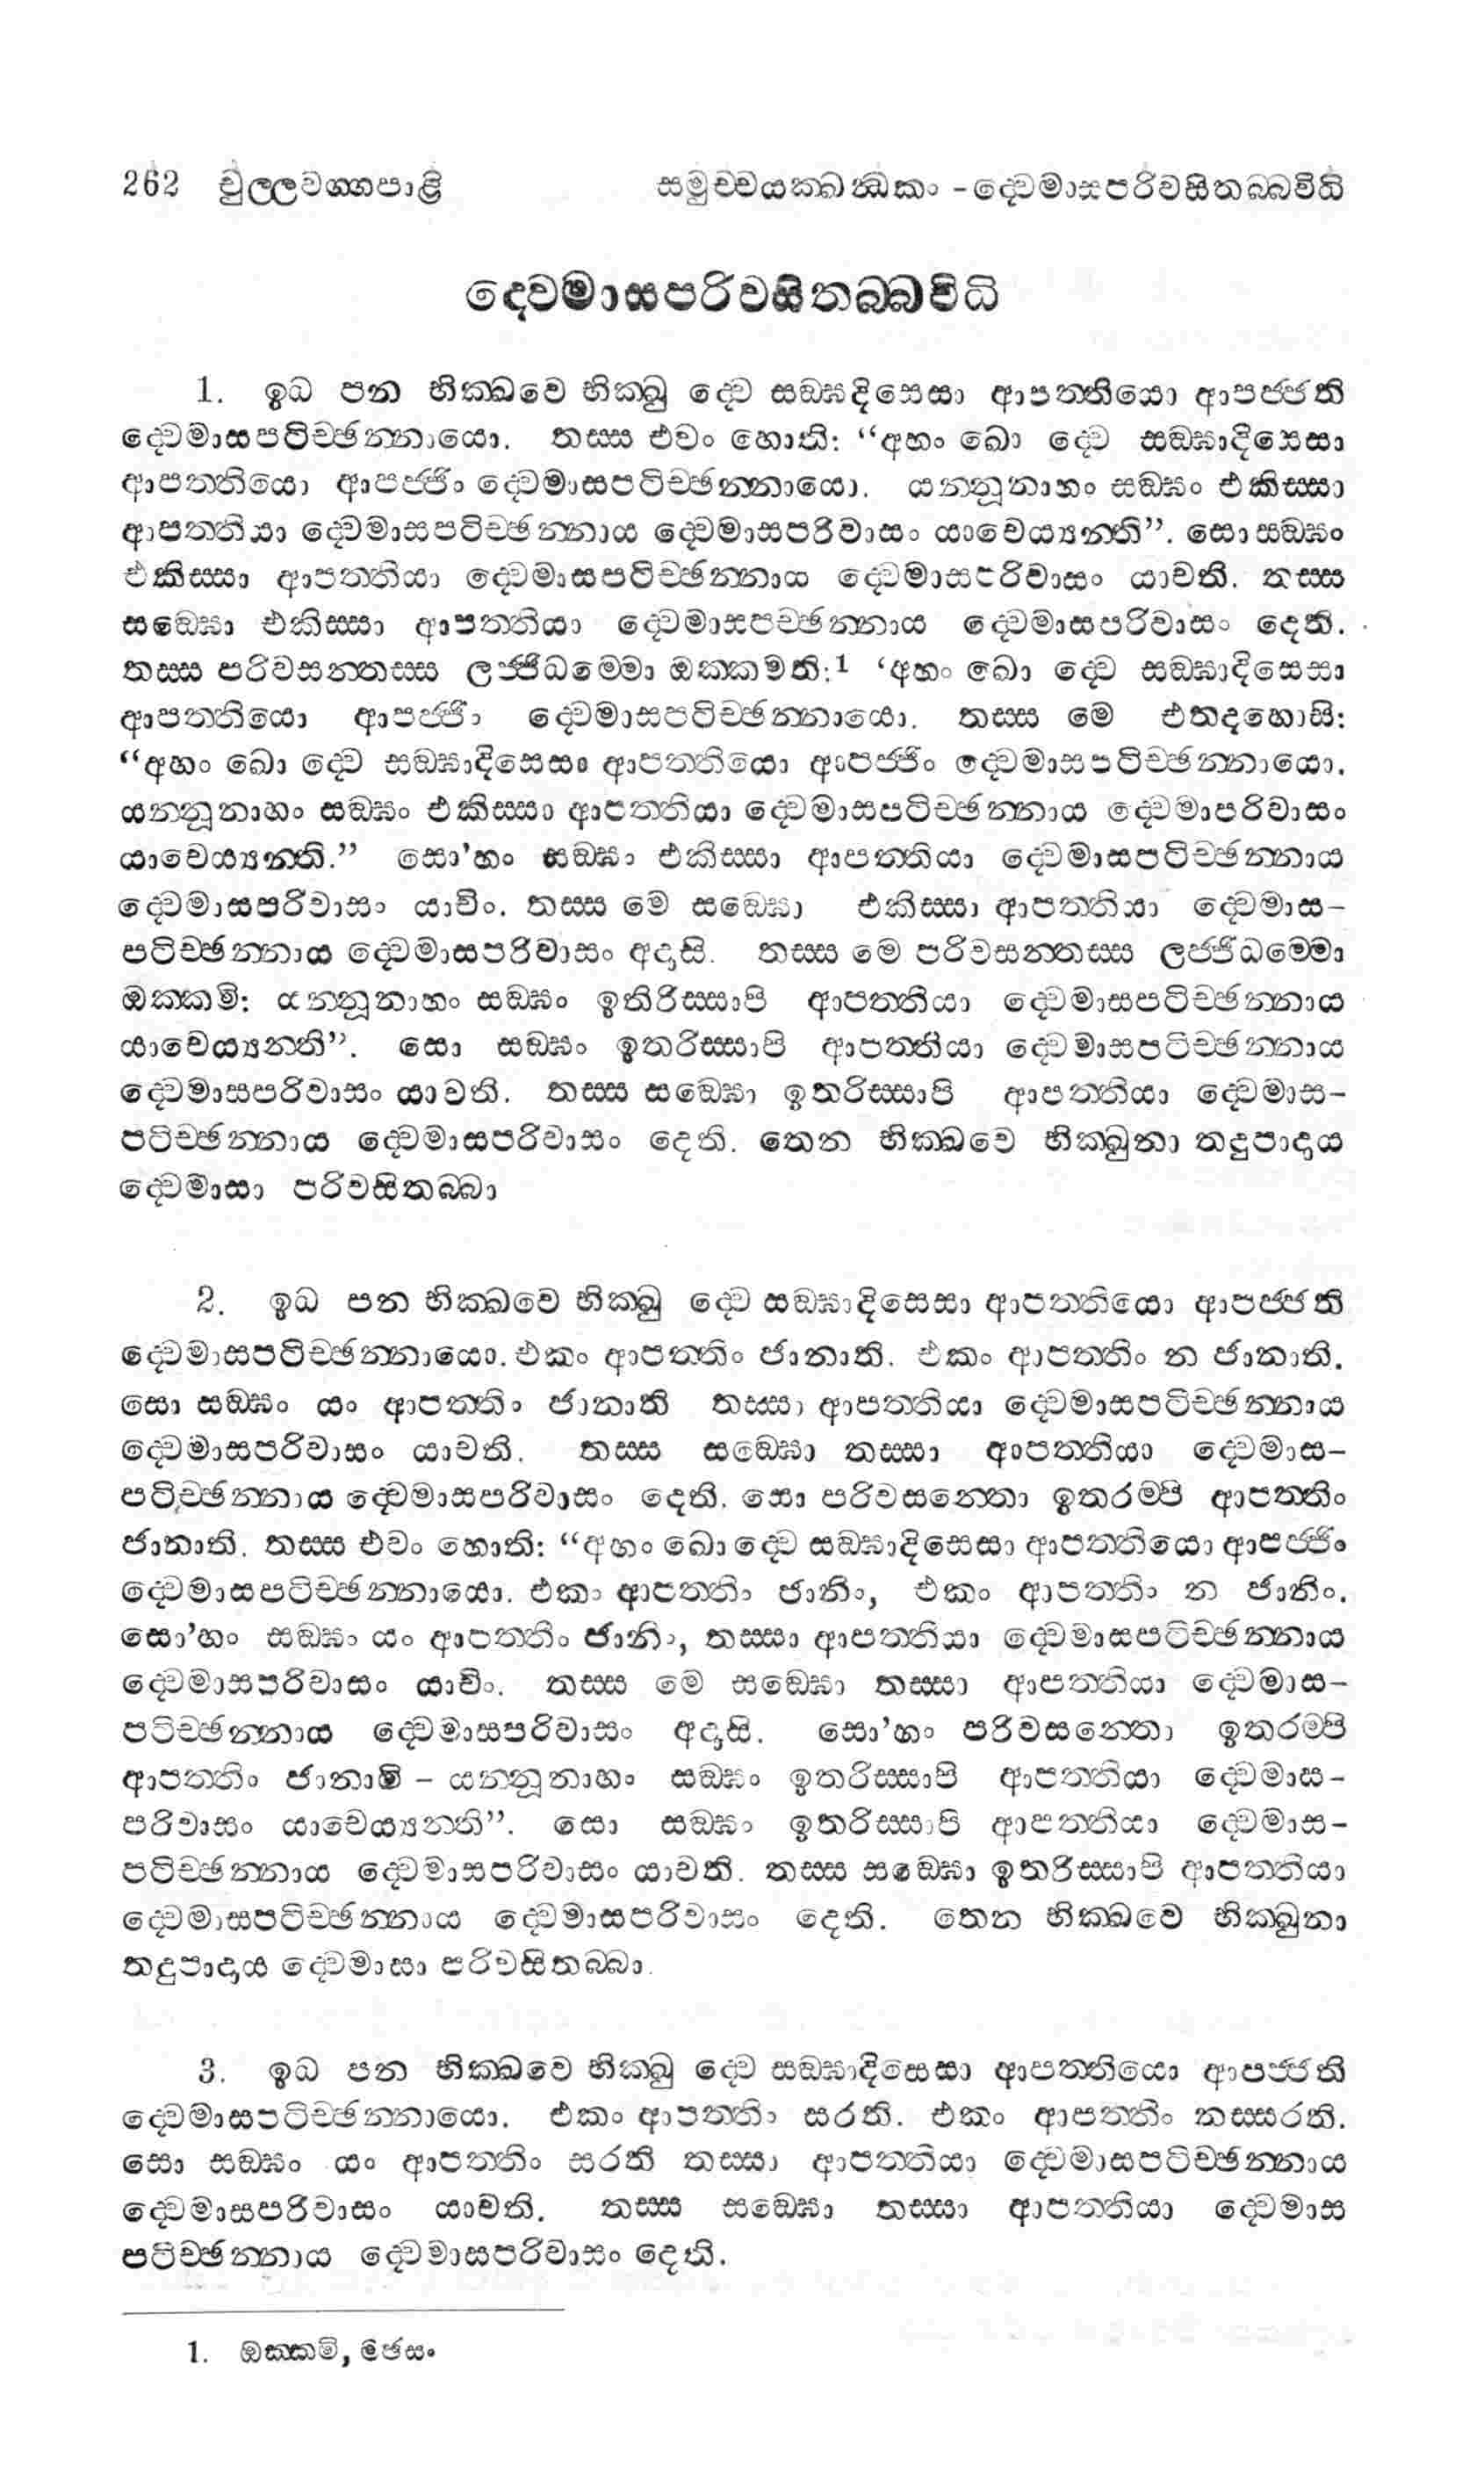 262 චුල්ලවග්ගපාළි සමුච්චයක්ඛන්ධකං - ද්වෙමාසපරිවසිතබ්බවිධි
ද්වෙමාසපරිවසිතබ්බවිධි
1. ඉධ පන භික්ඛවෙ භික්ඛු ද්වෙ සඞ්ඝදිසෙසා ආපත්තියො ආපජ්ජති
ද්වෙමාසපටිච්ඡන්නායො. තස්ස එවං හොති: “අහං ඛො ද්වෙ සඞ්ඝාදිසෙසා
ආපත්තියො ආපජ්ජිං ද්වෙමාසපටිච්ඡන්නායො. යන්නූනාහං සඞ්ඝං එකිස්සා
ආපත්තියා ද්වෙමාසපටිච්ඡන්නාය ද්වෙමාසපරිවාසං යාචෙය්‍යන්ති”. සො සඞ්ඝං
එකිස්සා ආපත්තියා ද්වෙමාසපටිච්ඡන්නාය ද්වෙමාසපරිවාසං යාචති. තස්ස
සඞ්ඝො එකිස්සා ආපත්තියා ද්වෙමාසපච්ඡන්නාය ද්වෙමාසපරිවාසං දෙති.
තස්ස පරිවසන්තස්ස ලජ්ජිධම්මො ඔක්කමති:1 ‘අහං ඛො ද්වෙ සඞ්ඝාදිසෙසා
ආපත්තියො ආපජ්ජිං ද්වෙමාසපටිච්ඡන්නායො. තස්ස මෙ එතදහොසි:
“අහං ඛො ද්වෙ සඞ්ඝාදිසෙසා ආපත්තියො ආපජ්ජිං ද්වෙමාසපටිච්ඡන්නායො.
යන්නූනාහං සඞ්ඝං එකිස්සා ආපත්තියා ද්වෙමාසපටිච්ඡන්නාය ද්වෙමාපරිවාසං
යාචෙය්‍යන්ති.” සො’හං සඞ්ඝං එකිස්සා ආපත්තියා ද්වෙමාසපටිච්ඡන්නාය
ද්වෙමාසපරිවාසං යාචිං. තස්ස මෙ සඞ්ඝො එකිස්සා ආපත්තියා ද්වෙමාස-
පටිච්ඡන්නාය ද්වෙමාසපරිවාසං අදාසි. තස්ස මෙ පරිවසන්තස්ස ලජ්ජිධම්මො
ඔක්කමි: යන්නූනාහං සඞ්ඝං ඉතිරිස්සාපි ආපත්තියා ද්වෙමාසපටිච්ඡන්නාය
යාචෙය්‍යන්ති”. සො සඞ්ඝං ඉතරිස්සාපි ආපත්තියා ද්වෙමාසපටිච්ඡන්නාය
ද්වෙමාසපරිවාසං යාචති. තස්ස සඞ්ඝො ඉතරිස්සාපි ආපත්තියා ද්වෙමාස-
පටිච්ඡන්නාය ද්වෙමාසපරිවාසං දෙති. තෙන භික්ඛවෙ භික්ඛුනා තදුපාදාය
ද්වෙමාසා පරිවසිතබ්බා
2. ඉධ පන භික්ඛවෙ භික්ඛු ද්වෙ සඞ්ඝාදිසෙසා ආපත්තියො ආපජ්ජති
ද්වෙමාසපටිච්ඡන්නායො. එකං ආපත්තිං ජානාති. එකං ආපත්තිං න ජානාති.
සො සඞ්ඝං යං ආපත්තිං ජානාති තස්සා ආපත්තියා ද්වෙමාසපටිච්ඡන්නාය
ද්වෙමාසපරිවාසං යාචති. තස්ස සඞ්ඝො තස්සා ආපත්තියා ද්වෙමාස-
පටිච්ඡන්නාය ද්වෙමාසපරිවාසං දෙති. සො පරිවසන්තො ඉතරම්පි ආපත්තිං
ජානාති. තස්ස එවං හොති: “අහං ඛො ද්වෙ සඞ්ඝාදිසෙසා ආපත්තියො ආපජ්ජිං
ද්වෙමාසපටිච්ඡන්නායො. එකං ආපත්තිං ජානිං, එකං ආපත්තිං න ජානිං.
සො’හං සඞ්ඝං යං ආපත්තිං ජානිං, තස්සා ආපත්තියා ද්වෙමාසපටිච්ඡන්නාය
ද්වෙමාසපරිවාසං යාචිං. තස්ස මෙ සඞ්ඝො තස්සා ආපත්තියා ද්වෙමාස-
පටිච්ඡන්නාය ද්වෙමාසපරිවාසං අදාසි. සො’හං පරිවසන්තො ඉතරම්පි
ආපත්තිං ජානාමි – යන්නූනාහං සඞ්ඝං ඉතරිස්සාපි ආපත්තියා ද්වෙමාස-
පරිවාසං යාචෙය්‍යන්ති”. සො සඞ්ඝං ඉතරිස්සාපි ආපත්තියා ද්වෙමාස-
පටිච්ඡන්නාය ද්වෙමාසපරිවාසං යාචති. තස්ස සඞ්ඝො ඉතරිස්සාපි ආපත්තියා
ද්වෙමාසපටිච්ඡන්නාය ද්වෙමාසපරිවාසං දෙති. තෙන භික්ඛවෙ භික්ඛුනා
තදුපාදාය ද්වෙමාසා පරිවසිතබ්බා.
3. ඉධ පන භික්ඛවෙ භික්ඛු ද්වෙ සඞ්ඝාදිසෙසා ආපත්තියො ආපජ්ජති
ද්වෙමාසපටිච්ඡන්නායො. එකං ආපත්තිං සරති. එකං ආපත්තිං නස්සරති.
සො සඞ්ඝං යං ආපත්තිං සරති තස්සා ආපත්තියා ද්වෙමාසපටිච්ඡන්නාය
ද්වෙමාසපරිවාසං යාචති. තස්ස සඞ්ඝො තස්සා ආපත්තියා ද්වෙමාස
පටිච්ඡන්නාය ද්වෙමාසපරිවාසං දෙති.
1. ඔක්කමි, මඡසං